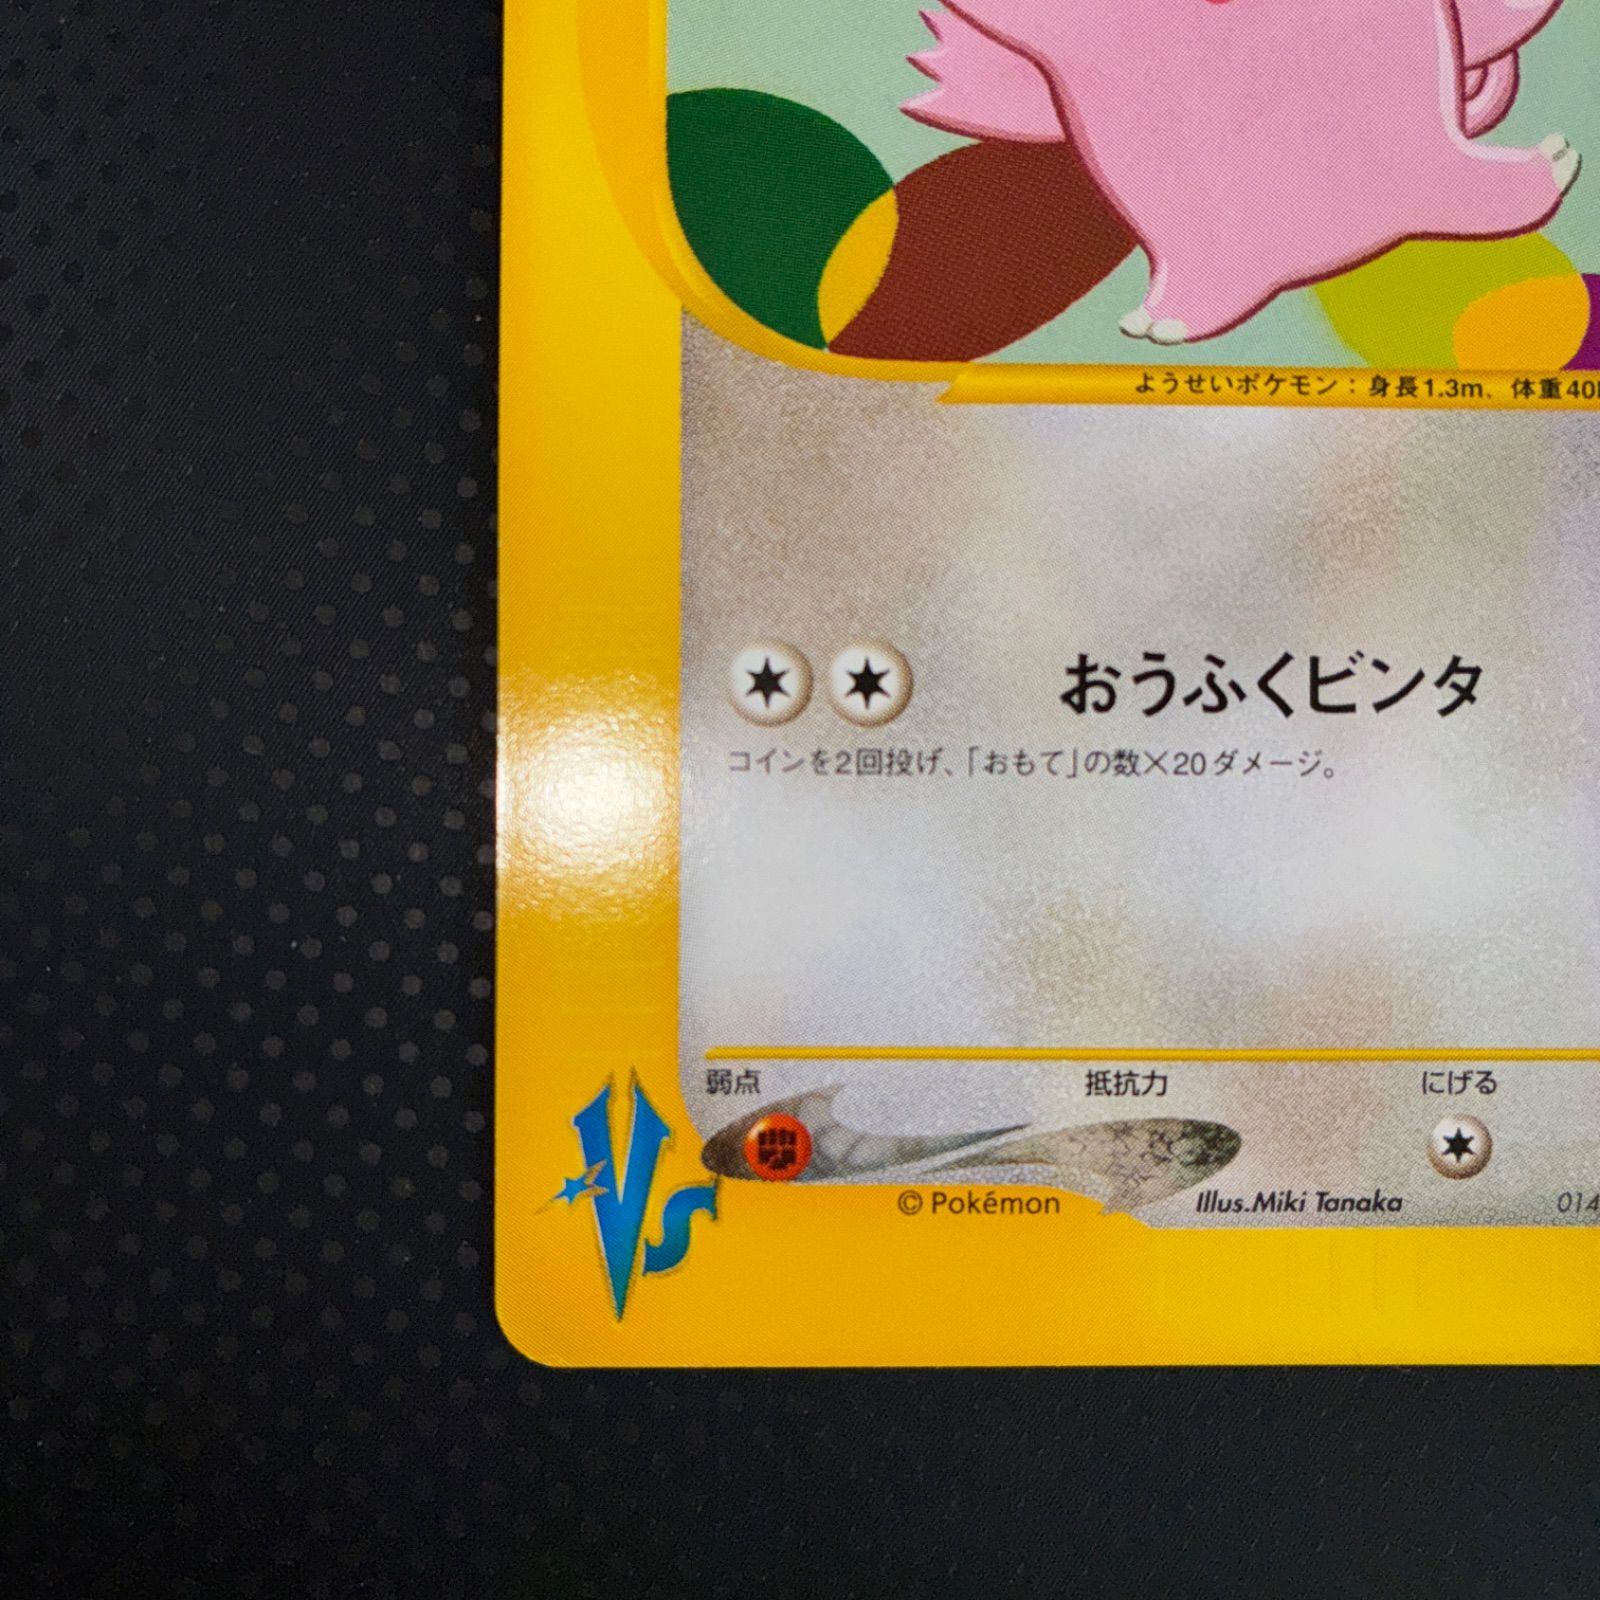 ようせいポケモン：身長1.3m、体重40
おうふくビンタ
コインを2回投げ、「おもて」の数×20ダメージ。
弱点 抵抗力 にげる
Vs
© Pokémon Illus.Miki Tanaka 014